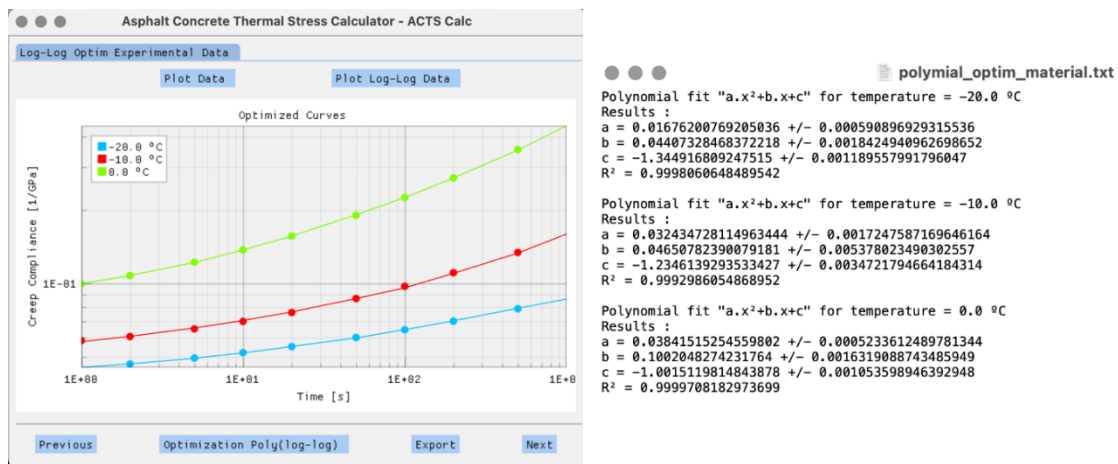 Asphalt Concrete Thermal Stress Calculator - ACTS Calc
Log-Log Optim Experimental Data
Plot Data
Plot Log-Log Data
Optimized Curves
-20.0 °C
-10.0 °C
0.0 °C
Creep Compliance [1/GPa]
1E-01
1E+00
1E+01
1E+02
1E+0
Time [s]
Previous
Optimization Poly(log-log)
Export
Next
polymial_optim_material.txt
Polynomial fit "a.x²+b.x+c" for temperature = -20.0 ºC
Results :
a = 0.01676200769205036 +/- 0.000590896929315536
b = 0.04407328468372218 +/- 0.0018424940962698652
c = -1.344916809247515 +/- 0.001189557991796047
R² = 0.9998060648489542
Polynomial fit "a.x²+b.x+c" for temperature = -10.0 ºC
Results :
a = 0.032434728114963444 +/- 0.0017247587169646164
b = 0.04650782390079181 +/- 0.005378023490302557
c = -1.2346139293533427 +/- 0.0034721794664184314
R² = 0.9992986054868952
Polynomial fit "a.x²+b.x+c" for temperature = 0.0 ºC
Results :
a = 0.03841515254559802 +/- 0.0005233612489781344
b = 0.1002048274231764 +/- 0.0016319088743485949
c = -1.0015119814843878 +/- 0.001053598946392948
R² = 0.9999708182973699